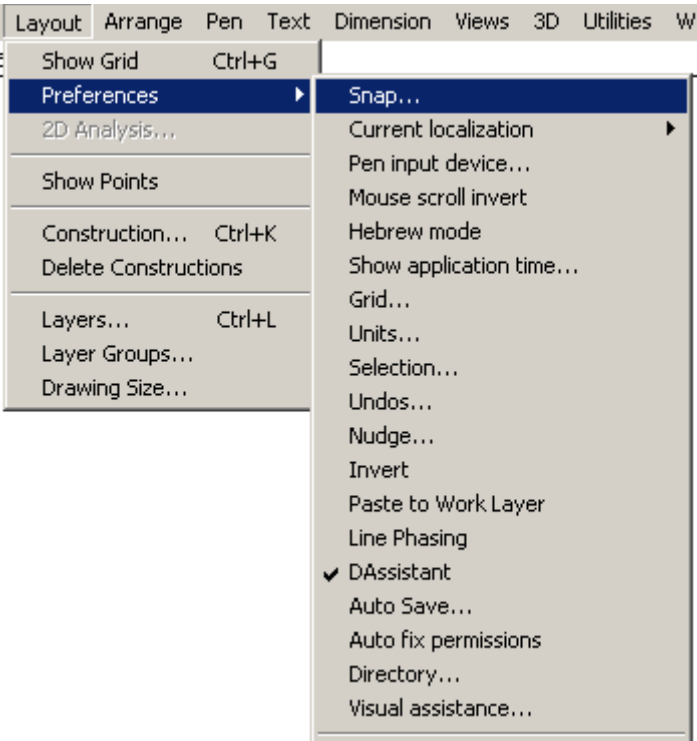 Layout Arrange Pen Text Dimension Views 3D Utilities W
Show Grid Ctrl+G
Preferences
2D Analysis...
Show Points
Construction... Ctrl+K
Delete Constructions
Layers... Ctrl+L
Layer Groups...
Drawing Size...
Snap...
Current localization
Pen input device...
Mouse scroll invert
Hebrew mode
Show application time...
Grid...
Units...
Selection...
Undos...
Nudge...
Invert
Paste to Work Layer
Line Phasing
DAssistant
Auto Save...
Auto fix permissions
Directory...
Visual assistance...